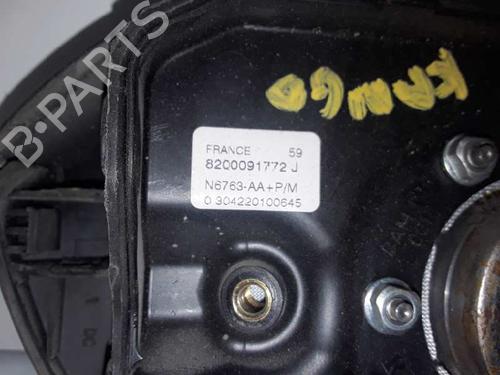 B-PARTS
KANGO
FRANCE 59
8200091772 J
N6763-AA+P/M
0 304220100645